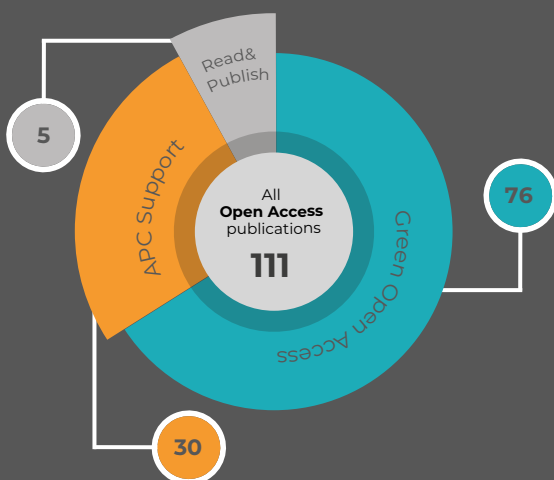 Read&
Publish
5
APC Support
All
Open Access
publications
111
76
Green Open Access
30